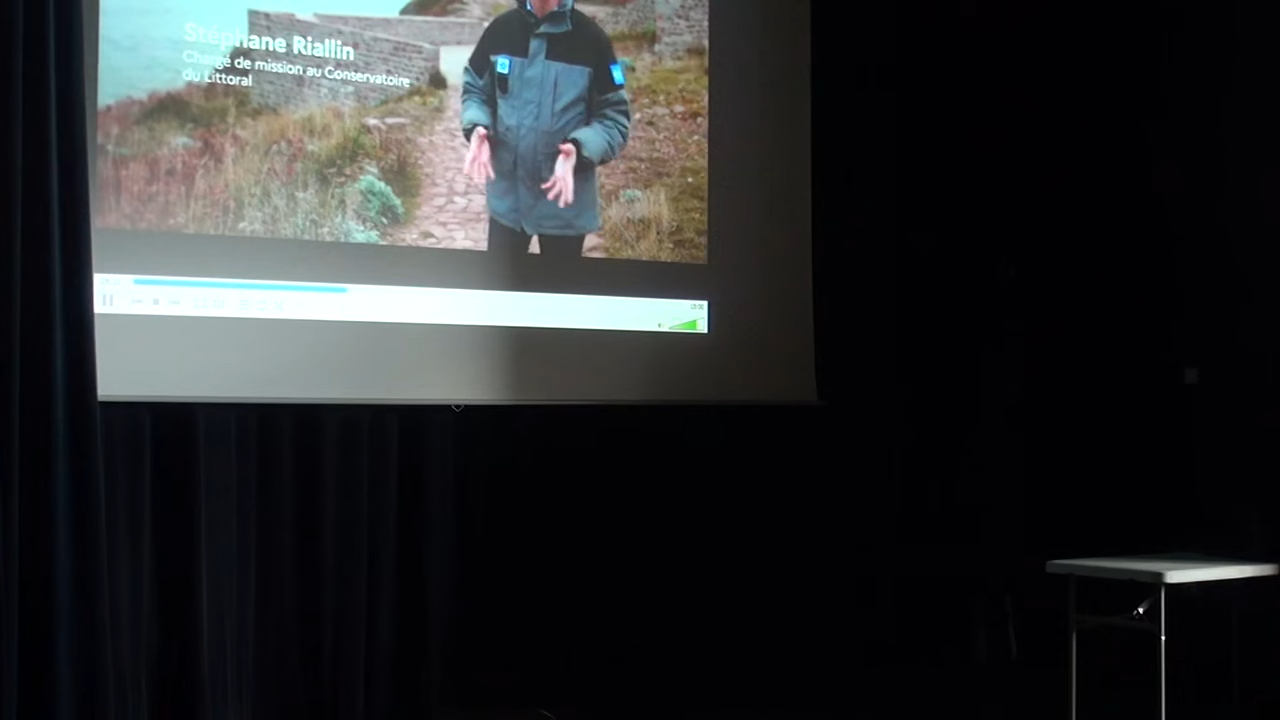 Stéphane Riallin
Chargé de mission au Conservatoire
du Littoral